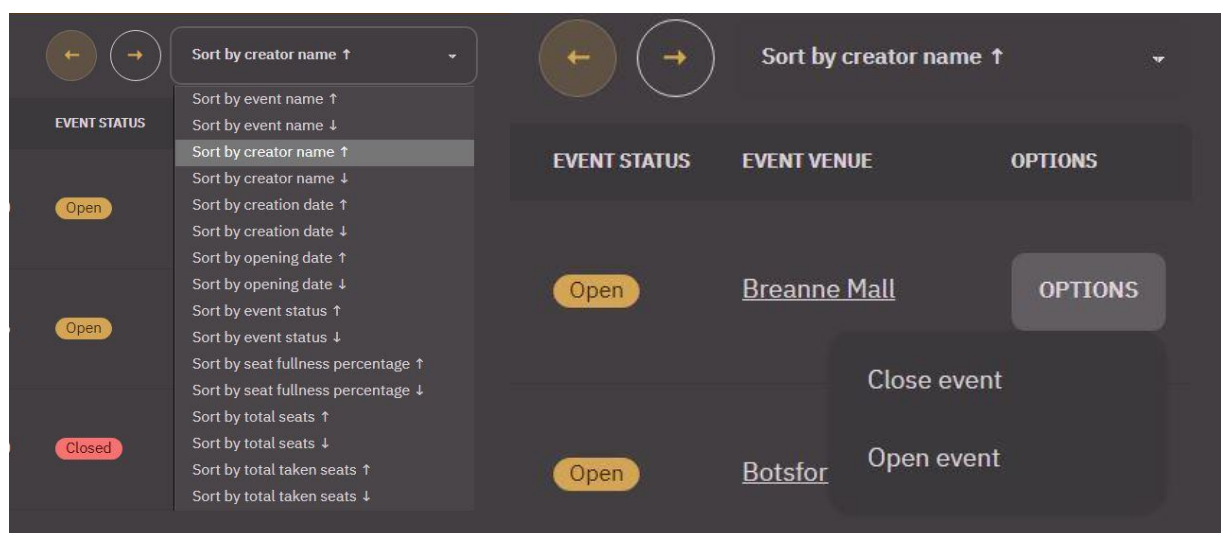 ← → Sort by creator name ↑
EVENT STATUS
Open
Open
Closed
Sort by event name ↑
Sort by event name ↓
Sort by creator name ↑
Sort by creator name ↓
Sort by creation date ↑
Sort by creation date ↓
Sort by opening date ↑
Sort by opening date ↓
Sort by event status ↑
Sort by event status ↓
Sort by seat fullness percentage ↑
Sort by seat fullness percentage ↓
Sort by total seats ↑
Sort by total seats ↓
Sort by total taken seats ↑
Sort by total taken seats ↓
← → Sort by creator name ↑
EVENT STATUS EVENT VENUE OPTIONS
Open Breanne Mall OPTIONS
Close event
Open event
Open Botsfor